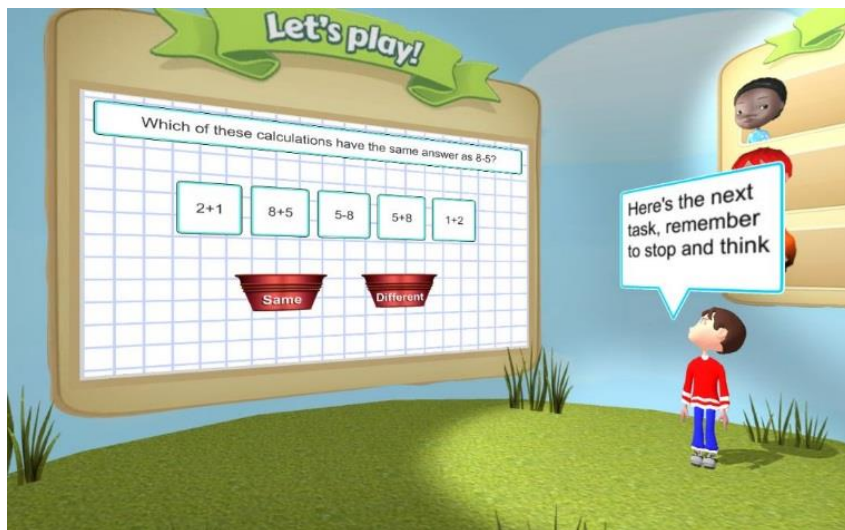 Let's play!
Which of these calculations have the same answer as 8-5?
2+1
8+5
5-8
5+8
1+2
Same
Different
Here's the next
task, remember
to stop and think